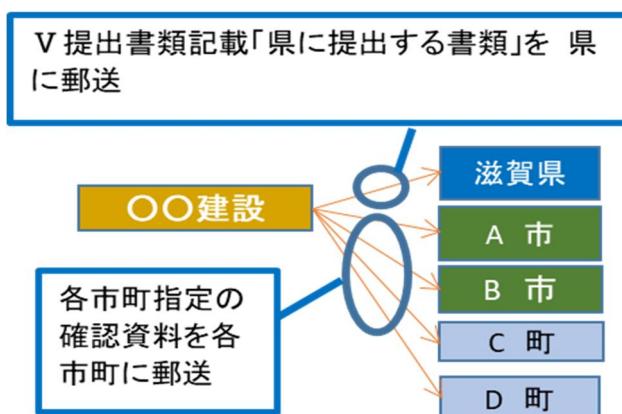 Ⅴ提出書類記載「県に提出する書類」を 県
に郵送
滋賀県
〇〇建設
A 市
B 市
各市町指定の
確認資料を各
市町に郵送
C 町
D 町